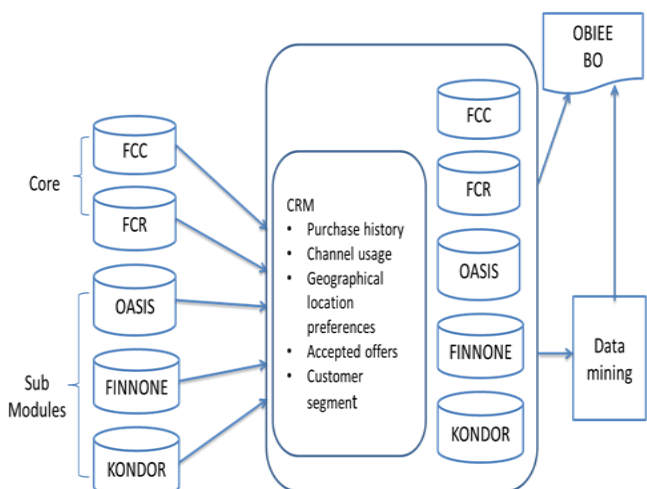 Core
Sub
Modules
FCC
FCR
OASIS
FINNONE
KONDOR
CRM
• Purchase history
• Channel usage
• Geographical
location
preferences
• Accepted offers
• Customer
segment
FCC
FCR
OASIS
FINNONE
KONDOR
OBIEE
BO
Data
mining